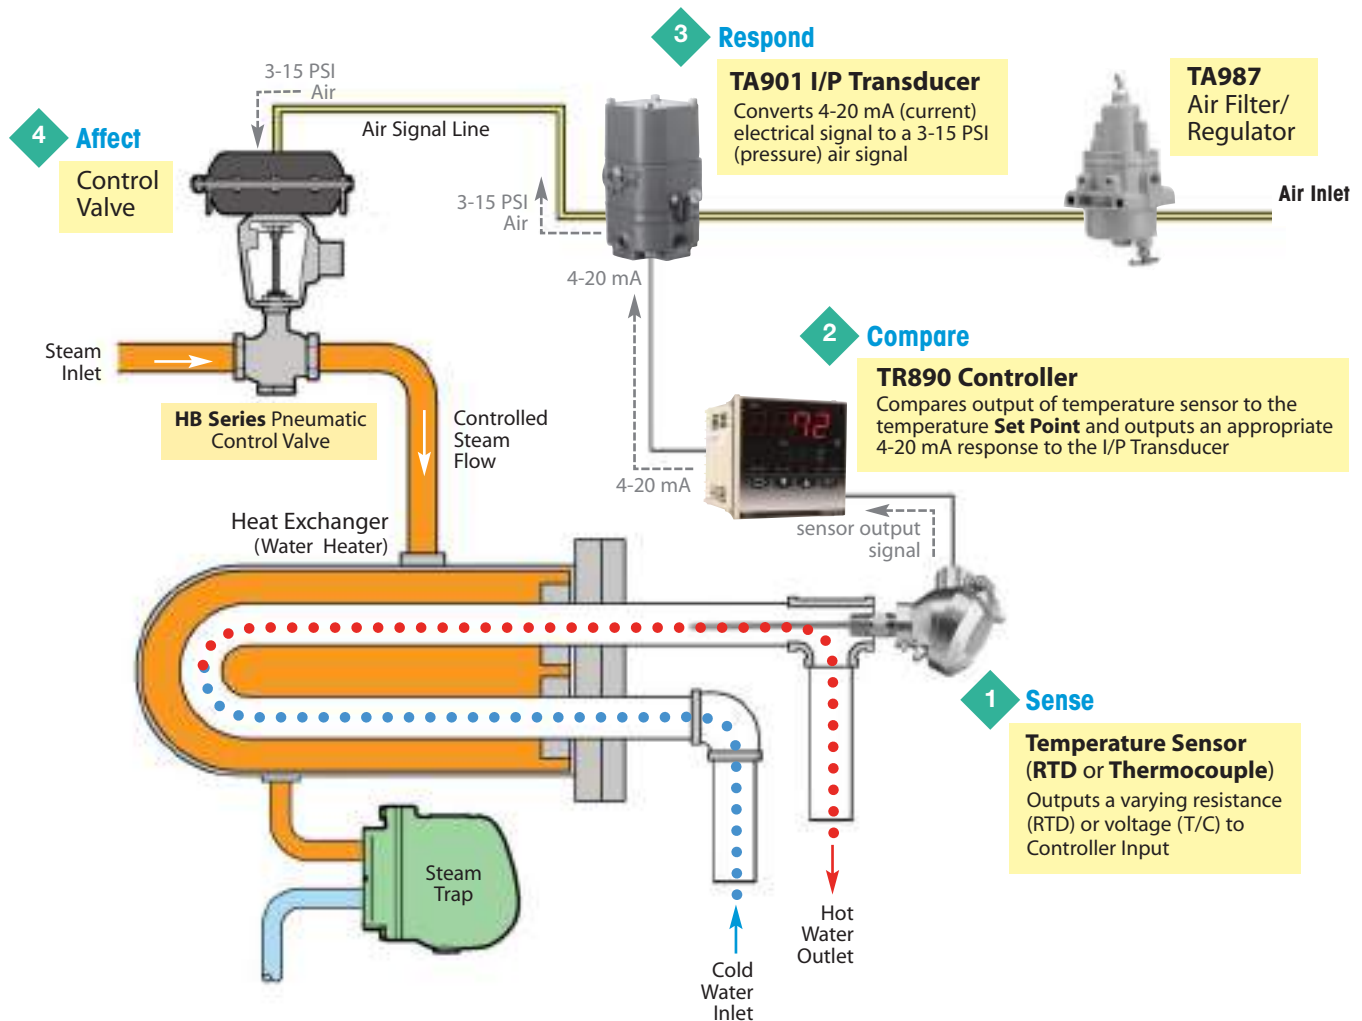 3
Respond
TA901 I/P Transducer
Converts 4-20 mA (current)
electrical signal to a 3-15 PSI
(pressure) air signal
TA987
Air Filter/
Regulator
Air Inlet
3-15 PSI
Air
Air Signal Line
4
Affect
Control
Valve
3-15 PSI
Air
4-20 mA
2
Compare
TR890 Controller
Compares output of temperature sensor to the
temperature Set Point and outputs an appropriate
4-20 mA response to the I/P Transducer
Steam
Inlet
HB Series Pneumatic
Control Valve
Controlled
Steam
Flow
72
4-20 mA
sensor output
signal
Heat Exchanger
(Water Heater)
1
Sense
Temperature Sensor
(RTD or Thermocouple)
Outputs a varying resistance
(RTD) or voltage (T/C) to
Controller Input
Steam
Trap
Hot
Water
Outlet
Cold
Water
Inlet